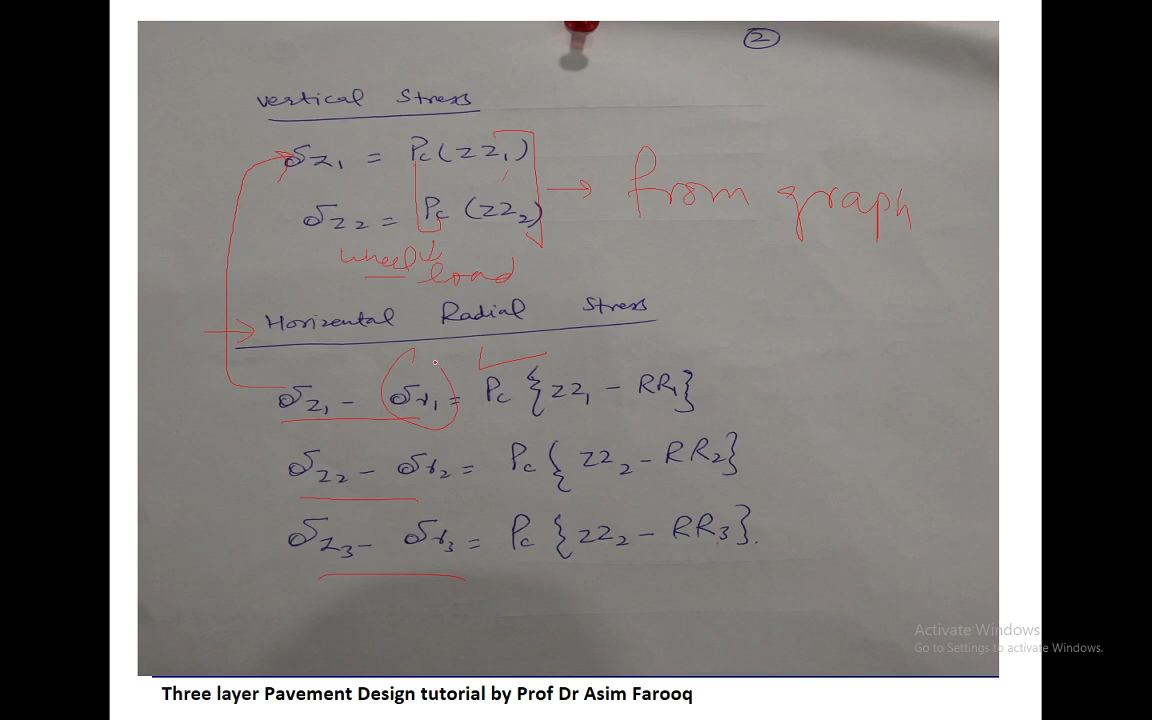 2
Vertical Stress
σz1 = Pc(ZZ1)
σz2 = Pc (ZZ2)
→ from graph
wheel load
Horizental Radial Stress
σz1 - σr1 = Pc {ZZ1 - RR1}
σz2 - σr2 = Pc { ZZ2 - RR2}
σz3 - σr3 = Pc {ZZ2 - RR3}.
Activate Windows
Go to Settings to activate Windows.
Three layer Pavement Design tutorial by Prof Dr Asim Farooq